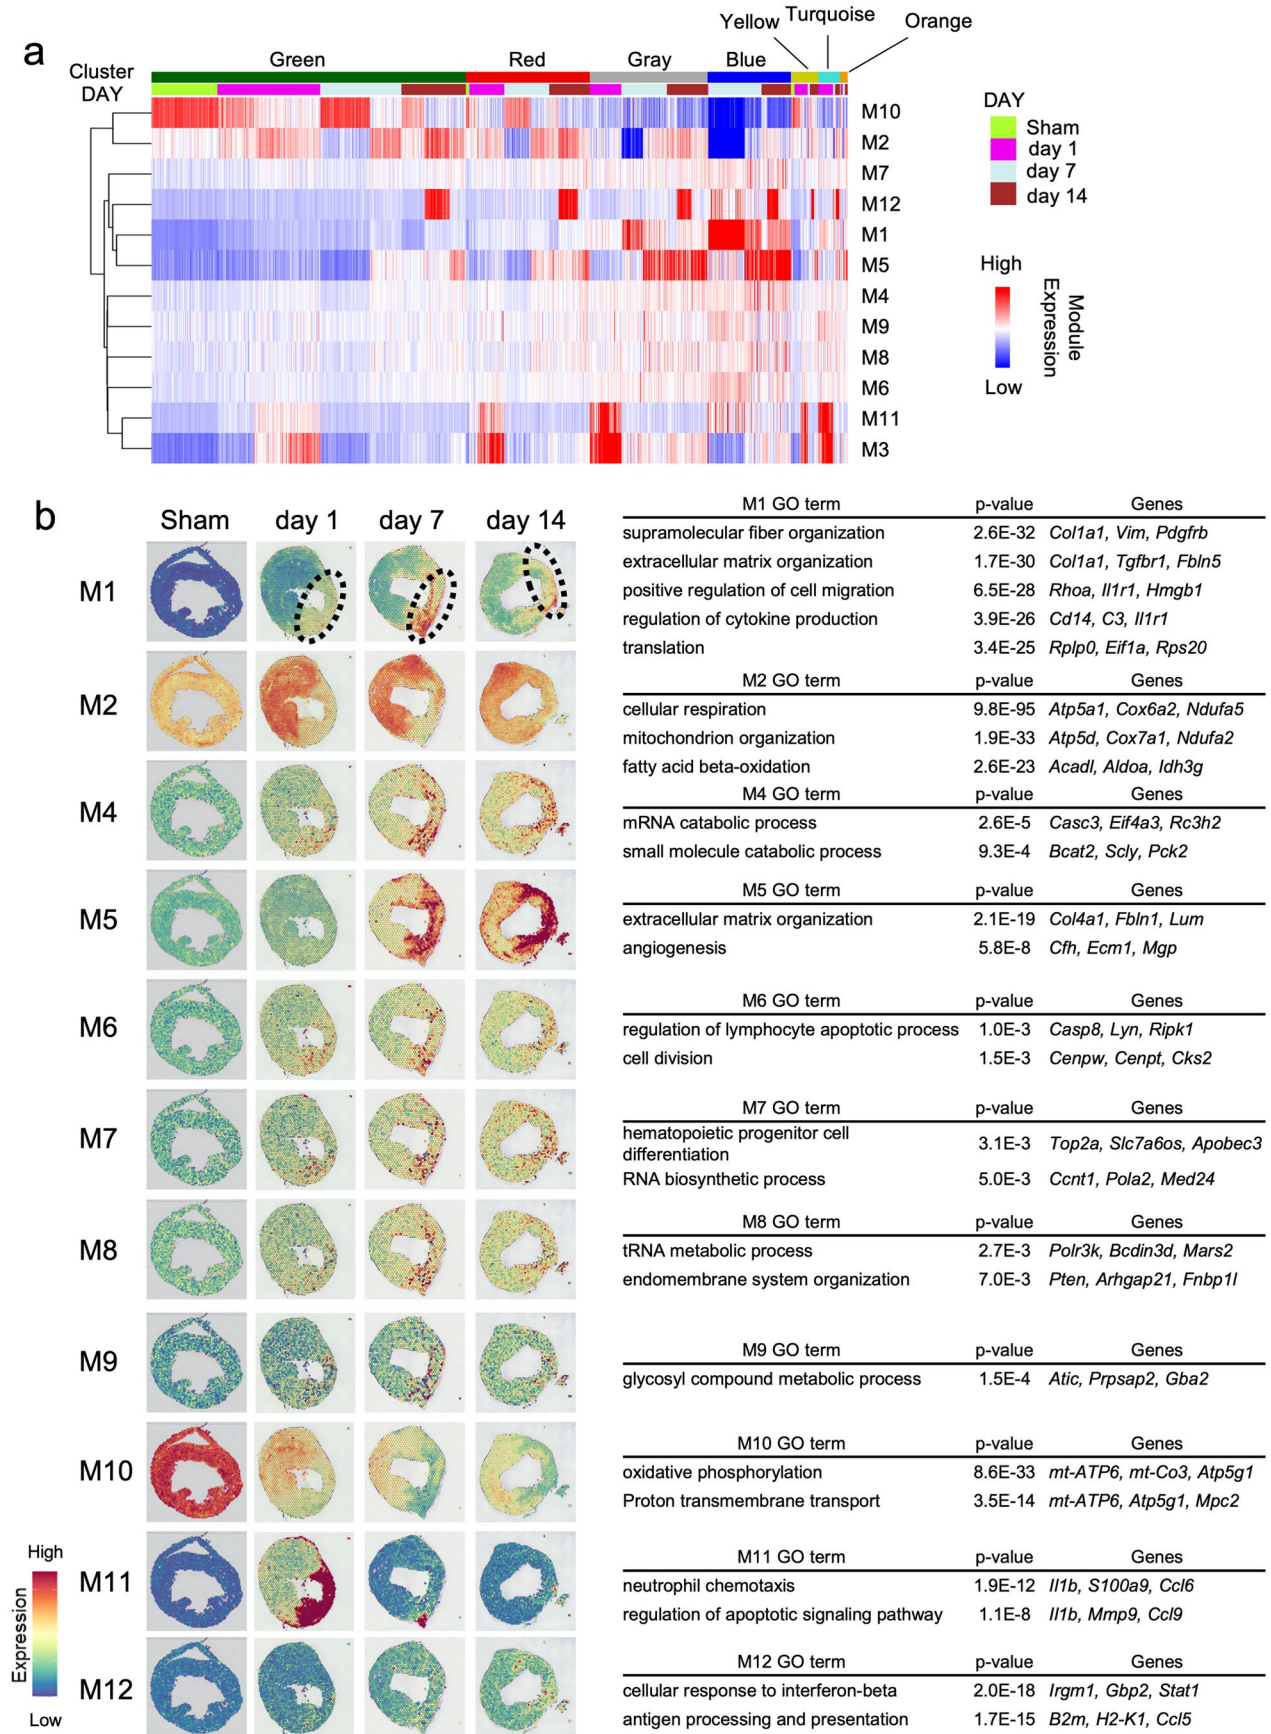 a
Yellow Turquoise Orange
Green Red Gray Blue
Cluster
DAY
M10
M2
M7
M12
M1
M5
M4
M9
M8
M6
M11
M3
DAY
Sham
day 1
day 7
day 14
High
Module
Expression
Low
b
Sham day 1 day 7 day 14
M1
M2
M4
M5
M6
M7
M8
M9
M10
M11
M12
High
Expression
Low
M1 GO term p-value Genes
supramolecular fiber organization 2.6E-32 Col1a1, Vim, Pdgfrb
extracellular matrix organization 1.7E-30 Col1a1, Tgfbr1, Fbln5
positive regulation of cell migration 6.5E-28 Rhoa, Il1r1, Hmgb1
regulation of cytokine production 3.9E-26 Cd14, C3, Il1r1
translation 3.4E-25 Rplp0, Eif1a, Rps20
M2 GO term p-value Genes
cellular respiration 9.8E-95 Atp5a1, Cox6a2, Ndufa5
mitochondrion organization 1.9E-33 Atp5d, Cox7a1, Ndufa2
fatty acid beta-oxidation 2.6E-23 Acadl, Aldoa, Idh3g
M4 GO term p-value Genes
mRNA catabolic process 2.6E-5 Casc3, Eif4a3, Rc3h2
small molecule catabolic process 9.3E-4 Bcat2, Scly, Pck2
M5 GO term p-value Genes
extracellular matrix organization 2.1E-19 Col4a1, Fbln1, Lum
angiogenesis 5.8E-8 Cfh, Ecm1, Mgp
M6 GO term p-value Genes
regulation of lymphocyte apoptotic process 1.0E-3 Casp8, Lyn, Ripk1
cell division 1.5E-3 Cenpw, Cenpt, Cks2
M7 GO term p-value Genes
hematopoietic progenitor cell
differentiation 3.1E-3 Top2a, Slc7a6os, Apobec3
RNA biosynthetic process 5.0E-3 Ccnt1, Pola2, Med24
M8 GO term p-value Genes
tRNA metabolic process 2.7E-3 Polr3k, Bcdin3d, Mars2
endomembrane system organization 7.0E-3 Pten, Arhgap21, Fnbp1l
M9 GO term p-value Genes
glycosyl compound metabolic process 1.5E-4 Atic, Prpsap2, Gba2
M10 GO term p-value Genes
oxidative phosphorylation 8.6E-33 mt-ATP6, mt-Co3, Atp5g1
Proton transmembrane transport 3.5E-14 mt-ATP6, Atp5g1, Mpc2
M11 GO term p-value Genes
neutrophil chemotaxis 1.9E-12 Il1b, S100a9, Ccl6
regulation of apoptotic signaling pathway 1.1E-8 Il1b, Mmp9, Ccl9
M12 GO term p-value Genes
cellular response to interferon-beta 2.0E-18 Irgm1, Gbp2, Stat1
antigen processing and presentation 1.7E-15 B2m, H2-K1, Ccl5